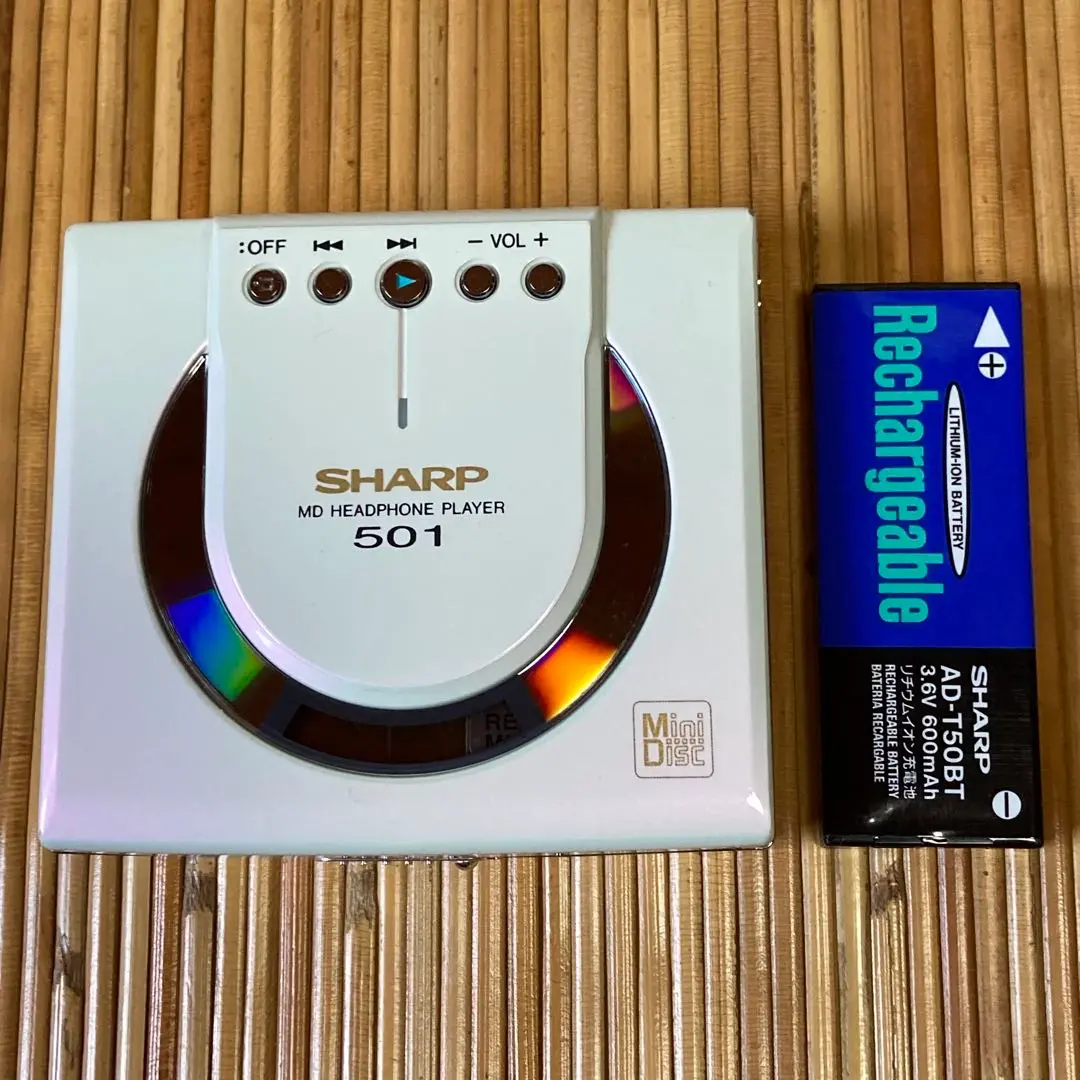 :OFF ⏮ ⏭ − VOL +
SHARP
MD HEADPHONE PLAYER
501
Mini
Disc
Rechargeable
LITHIUM-ION BATTERY
SHARP
AD-T50BT
3.6V 600mAh
リチウムイオン充電池
RECHARGEABLE BATTERY
BATERIA RECARGABLE